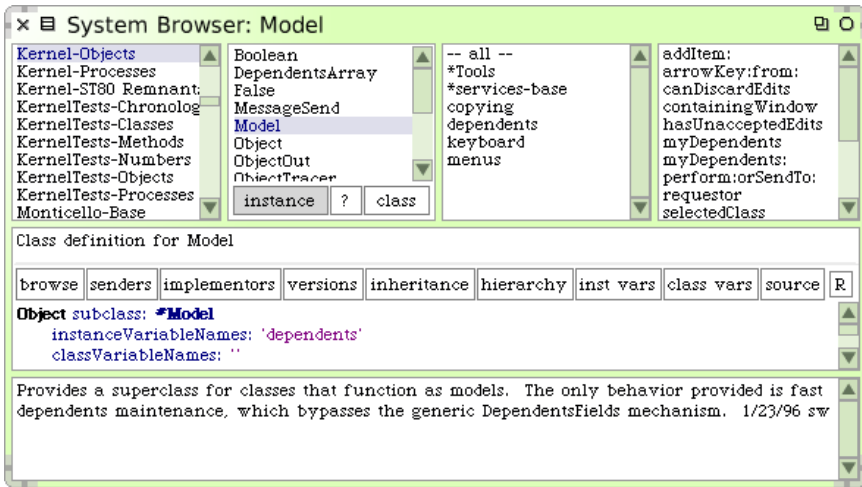 System Browser: Model
Kernel-Objects
Kernel-Processes
Kernel-ST80 Remnants
KernelTests-Chronolog
KernelTests-Classes
KernelTests-Methods
KernelTests-Numbers
KernelTests-Objects
KernelTests-Processes
Monticello-Base
Boolean
DependentsArray
False
MessageSend
Model
Object
ObjectOut
ObjectTracer
instance ? class
-- all --
*Tools
*services-base
copying
dependents
keyboard
menus
addItem:
arrowKey:from:
canDiscardEdits
containingWindow
hasUnacceptedEdits
myDependents
myDependents:
perform:orSendTo:
requestor
selectedClass
Class definition for Model
browse senders implementors versions inheritance hierarchy inst vars class vars source R
Object subclass: #Model
instanceVariableNames: 'dependents'
classVariableNames: ''
Provides a superclass for classes that function as models.  The only behavior provided is fast
dependents maintenance, which bypasses the generic DependentsFields mechanism.  1/23/96 sw